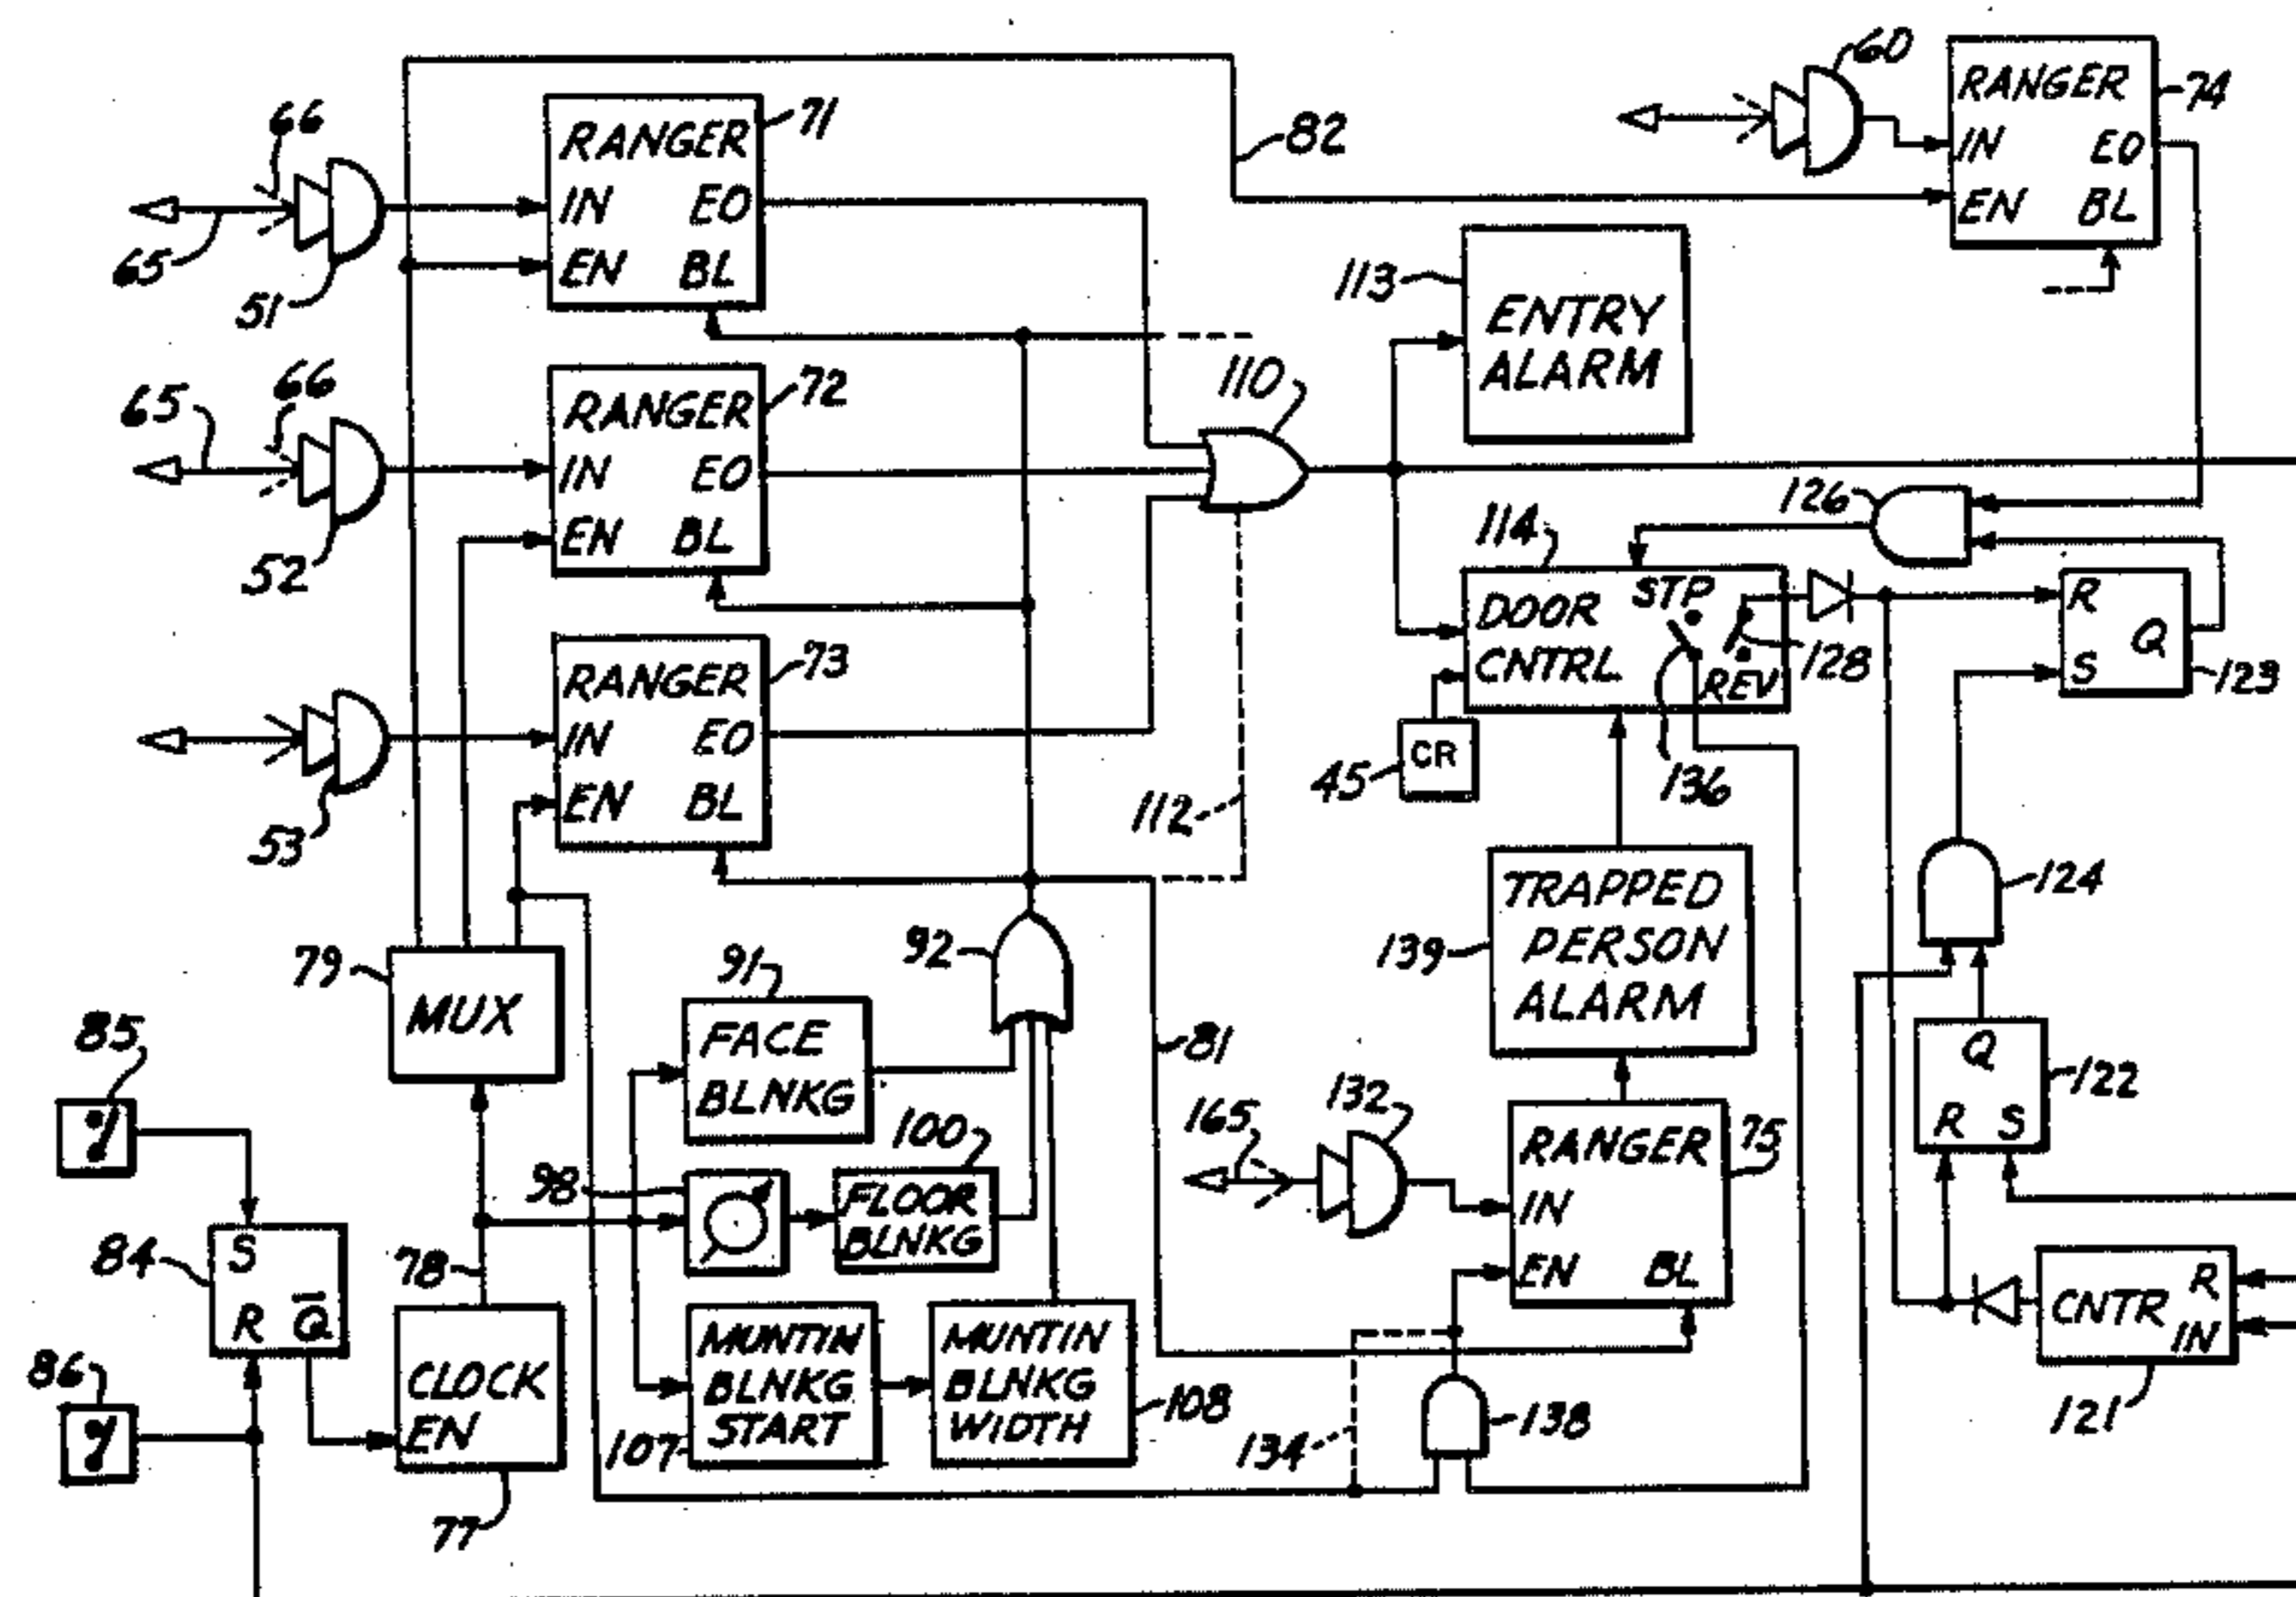 66
65
51
RANGER
IN EO
EN BL
71
82
60
RANGER
IN EO
EN BL
74
113
ENTRY
ALARM
65
66
52
RANGER
IN EO
EN BL
72
110
126
114
STP
DOOR
CNTRL
REV
128
136
45
CR
R
Q
S
123
53
RANGER
IN EO
EN BL
73
112
124
79
MUX
91
FACE
BLNKG
92
81
139
TRAPPED
PERSON
ALARM
Q
R S
122
85
84
S
R Q̅
86
78
CLOCK
EN
77
98
100
FLOOR
BLNKG
107
MUNTIN
BLNKG
START
MUNTIN
BLNKG
WIDTH
108
165
132
RANGER
IN
EN BL
75
134
138
CNTR
R
IN
121